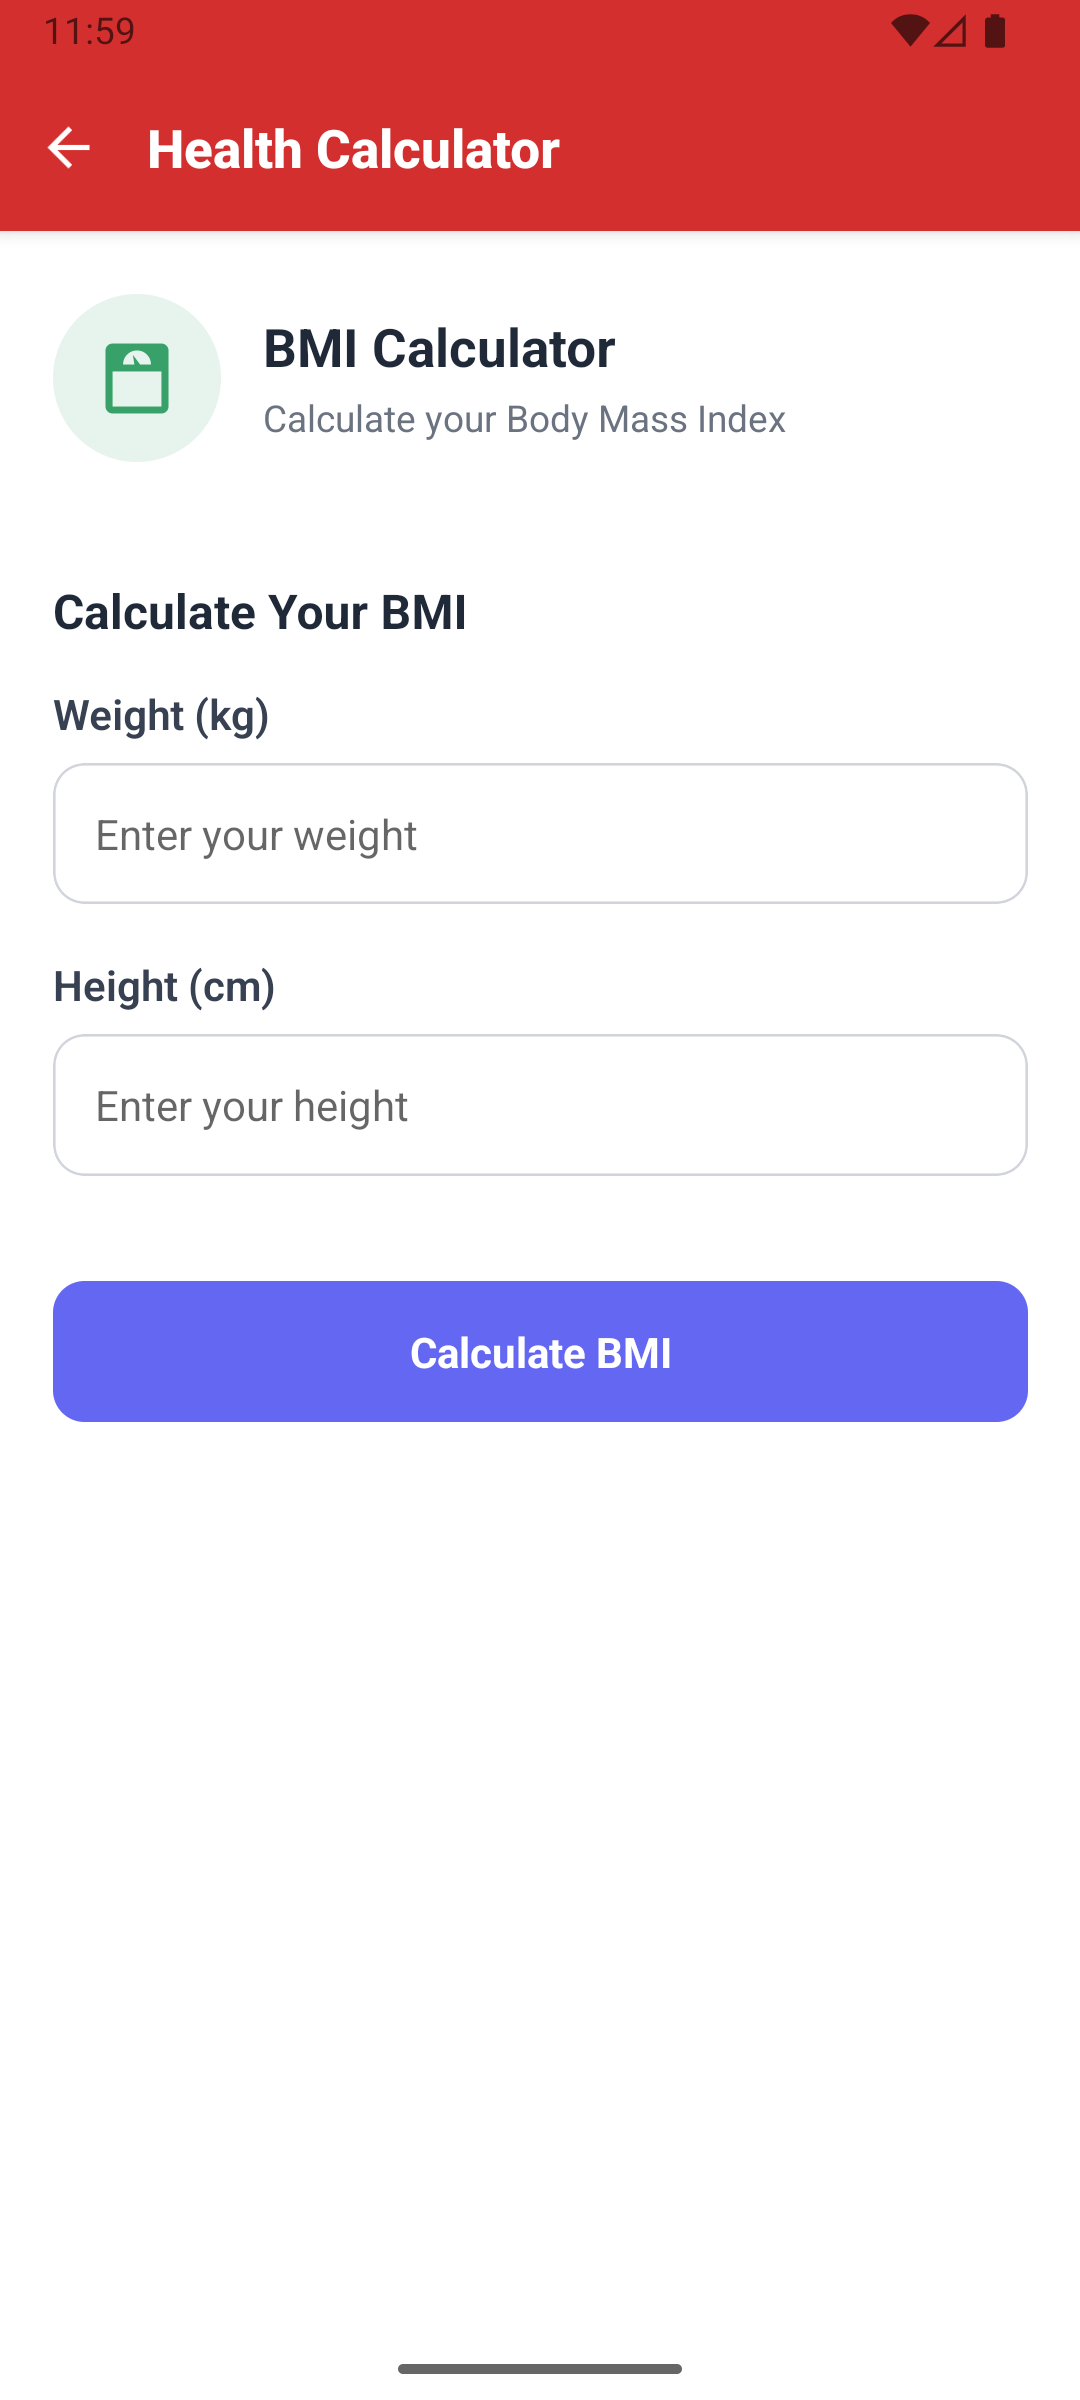 11:59
Health Calculator
BMI Calculator
Calculate your Body Mass Index
Calculate Your BMI
Weight (kg)
Enter your weight
Height (cm)
Enter your height
Calculate BMI